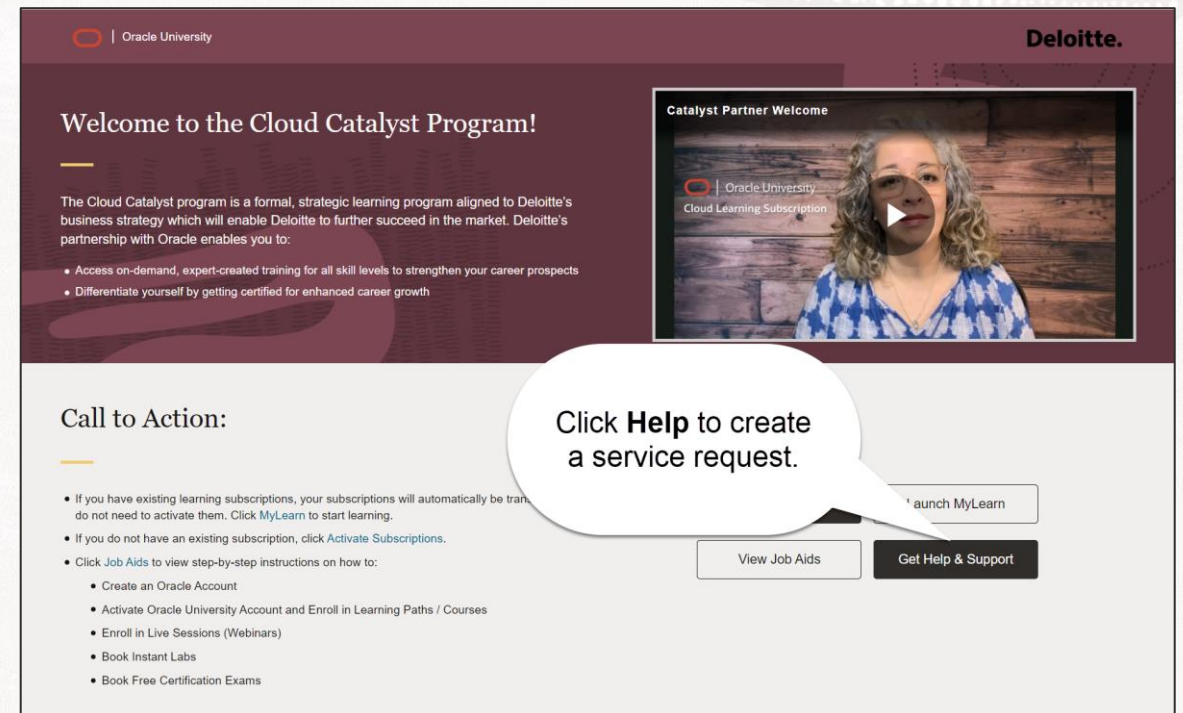 Oracle University
Deloitte.
Welcome to the Cloud Catalyst Program!
The Cloud Catalyst program is a formal, strategic learning program aligned to Deloitte's
business strategy which will enable Deloitte to further succeed in the market. Deloitte's
partnership with Oracle enables you to:
• Access on-demand, expert-created training for all skill levels to strengthen your career prospects
• Differentiate yourself by getting certified for enhanced career growth
Catalyst Partner Welcome
Oracle University
Cloud Learning Subscription
Call to Action:
• If you have existing learning subscriptions, your subscriptions will automatically be
do not need to activate them. Click MyLearn to start learning.
• If you do not have an existing subscription, click Activate Subscriptions.
• Click Job Aids to view step-by-step instructions on how to:
• Create an Oracle Account
• Activate Oracle University Account and Enroll in Learning Paths / Courses
• Enroll in Live Sessions (Webinars)
• Book Instant Labs
• Book Free Certification Exams
Click Help to create
a service request.
aunch MyLearn
View Job Aids
Get Help & Support